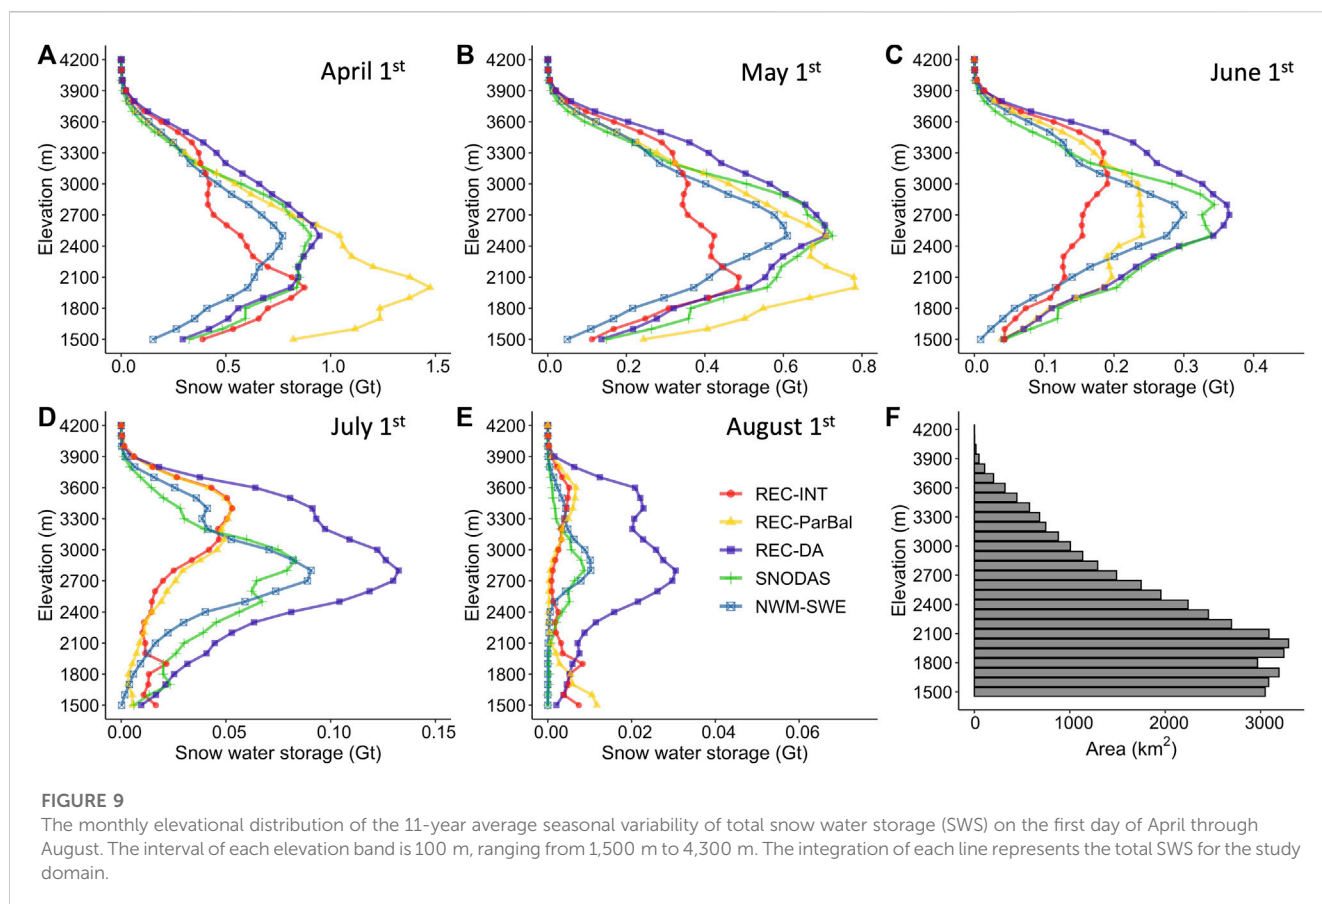 A
April 1st
4200
3900
3600
3300
3000
2700
2400
2100
1800
1500
Elevation (m)
0.0 0.5 1.0 1.5
Snow water storage (Gt)
B
May 1st
4200
3900
3600
3300
3000
2700
2400
2100
1800
1500
Elevation (m)
0.0 0.2 0.4 0.6 0.8
Snow water storage (Gt)
C
June 1st
4200
3900
3600
3300
3000
2700
2400
2100
1800
1500
Elevation (m)
0.0 0.1 0.2 0.3 0.4
Snow water storage (Gt)
D
July 1st
4200
3900
3600
3300
3000
2700
2400
2100
1800
1500
Elevation (m)
0.00 0.05 0.10 0.15
Snow water storage (Gt)
E
August 1st
4200
3900
3600
3300
3000
2700
2400
2100
1800
1500
Elevation (m)
0.00 0.02 0.04 0.06
Snow water storage (Gt)
REC-INT
REC-ParBal
REC-DA
SNODAS
NWM-SWE
F
4200
3900
3600
3300
3000
2700
2400
2100
1800
1500
Elevation (m)
0 1000 2000 3000
Area (km2)
FIGURE 9
The monthly elevational distribution of the 11-year average seasonal variability of total snow water storage (SWS) on the first day of April through
August. The interval of each elevation band is 100 m, ranging from 1,500 m to 4,300 m. The integration of each line represents the total SWS for the study
domain.